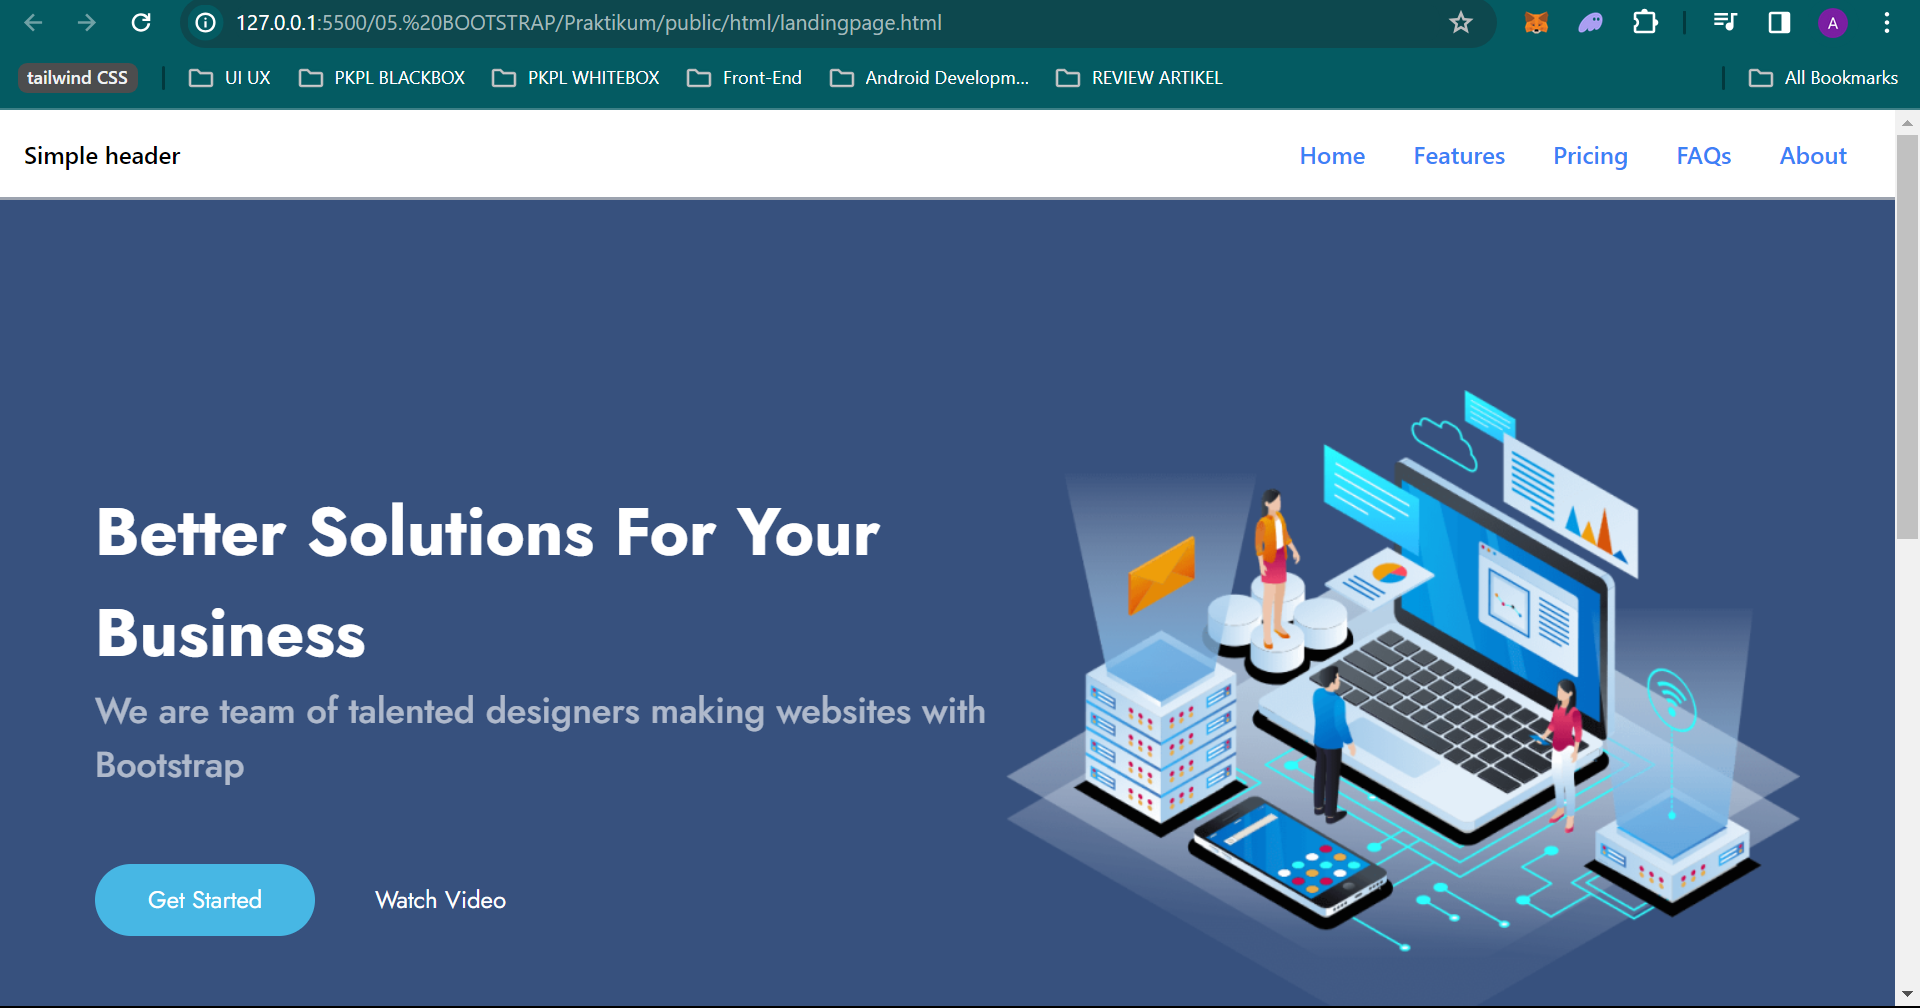 127.0.0.1:5500/05.%20BOOTSTRAP/Praktikum/public/html/landingpage.html
A
tailwind CSS
UI UX
PKPL BLACKBOX
PKPL WHITEBOX
Front-End
Android Developm...
REVIEW ARTIKEL
All Bookmarks
Simple header
Home
Features
Pricing
FAQs
About
Better Solutions For Your
Business
We are team of talented designers making websites with
Bootstrap
Get Started
Watch Video